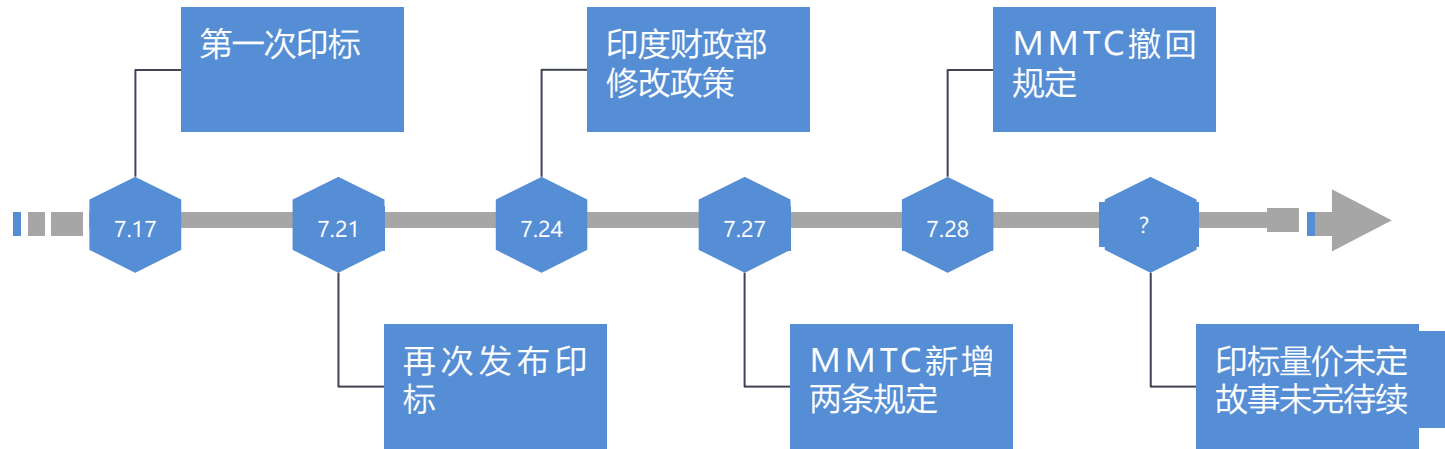 第一次印标
印度财政部
修改政策
MMTC撤回
规定
7.17
7.21
7.24
7.27
7.28
?
再次发布印
标
MMTC新增
两条规定
印标量价未定
故事未完待续